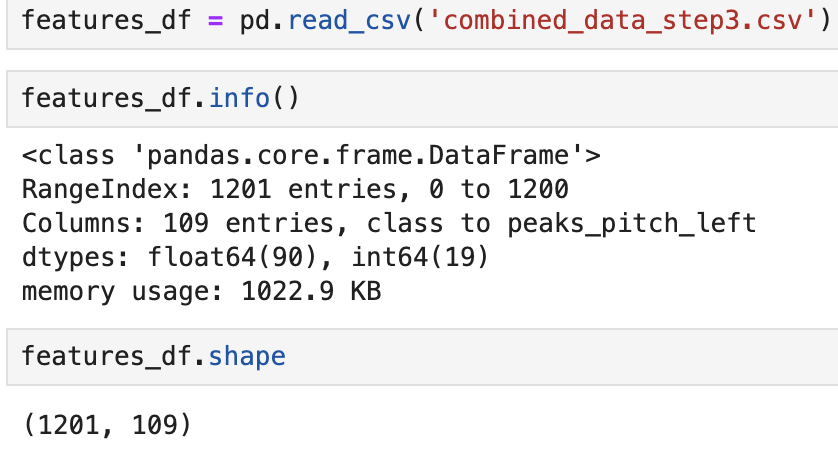 features_df = pd.read_csv('combined_data_step3.csv')
features_df.info()
<class 'pandas.core.frame.DataFrame'>
RangeIndex: 1201 entries, 0 to 1200
Columns: 109 entries, class to peaks_pitch_left
dtypes: float64(90), int64(19)
memory usage: 1022.9 KB
features_df.shape
(1201, 109)